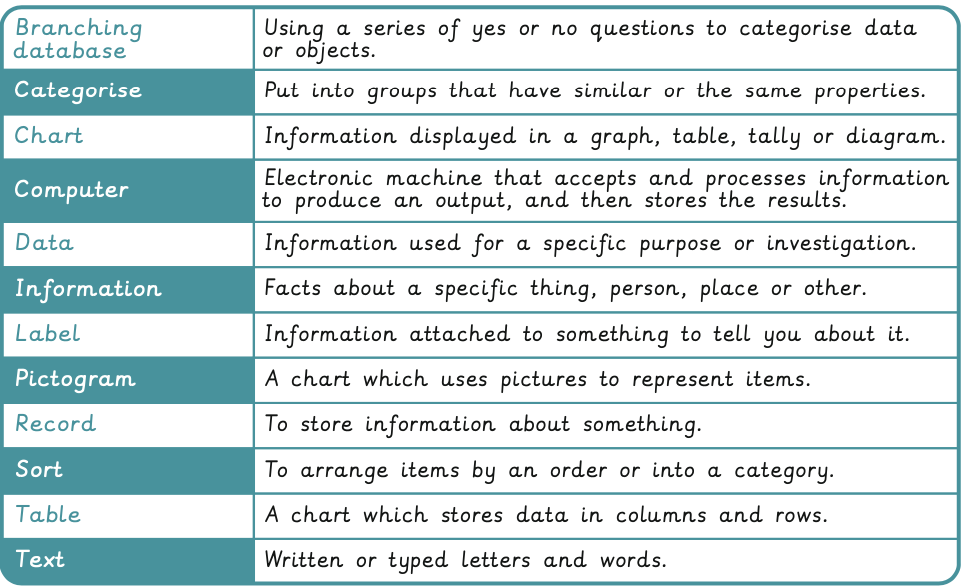 Branching
database
Using a series of yes or no questions to categorise data
or objects.
Categorise
Put into groups that have similar or the same properties.
Chart
Information displayed in a graph, table, tally or diagram.
Computer
Electronic machine that accepts and processes information
to produce an output, and then stores the results.
Data
Information used for a specific purpose or investigation.
Information
Facts about a specific thing, person, place or other.
Label
Information attached to something to tell you about it.
Pictogram
A chart which uses pictures to represent items.
Record
To store information about something.
Sort
To arrange items by an order or into a category.
Table
A chart which stores data in columns and rows.
Text
Written or typed letters and words.